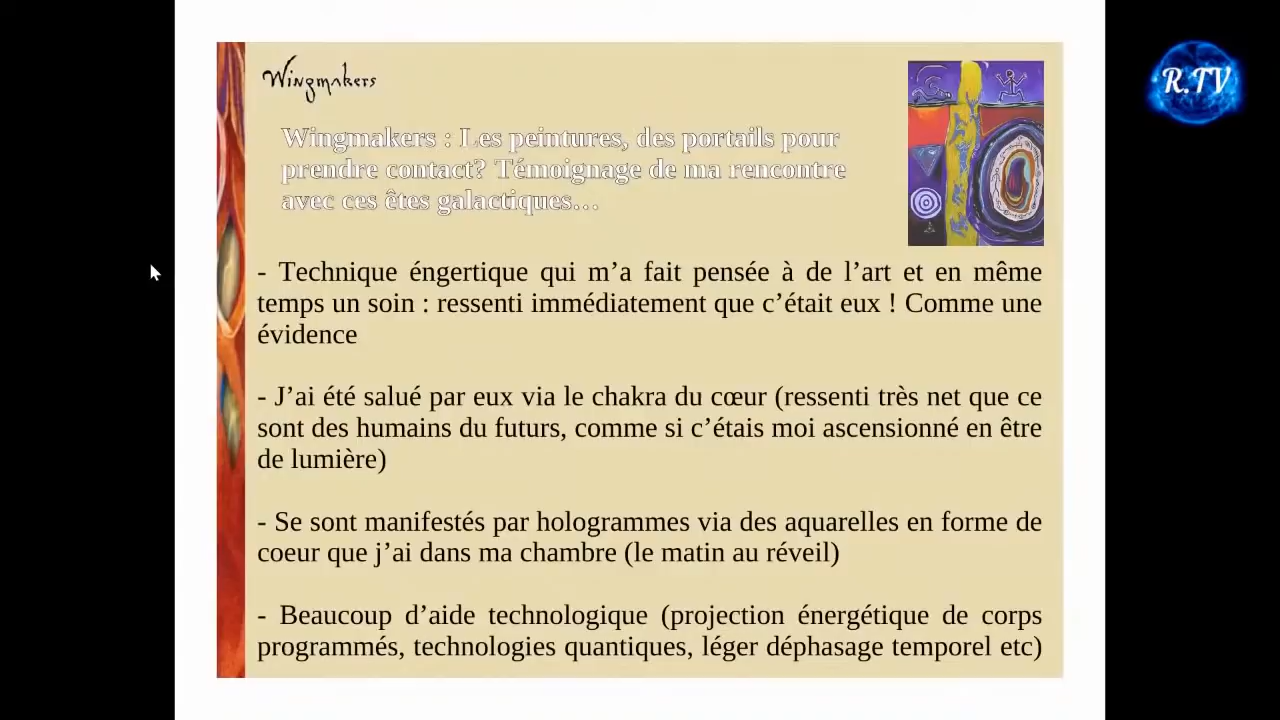 Wingmakers
R.TV
Wingmakers : Les peintures, des portails pour
prendre contact? Témoignage de ma rencontre
avec ces êtes galactiques…
- Technique éngertique qui m’a fait pensée à de l’art et en même
temps un soin : ressenti immédiatement que c’était eux ! Comme une
évidence
- J’ai été salué par eux via le chakra du cœur (ressenti très net que ce
sont des humains du futurs, comme si c’étais moi ascensionné en être
de lumière)
- Se sont manifestés par hologrammes via des aquarelles en forme de
coeur que j’ai dans ma chambre (le matin au réveil)
- Beaucoup d’aide technologique (projection énergétique de corps
programmés, technologies quantiques, léger déphasage temporel etc)